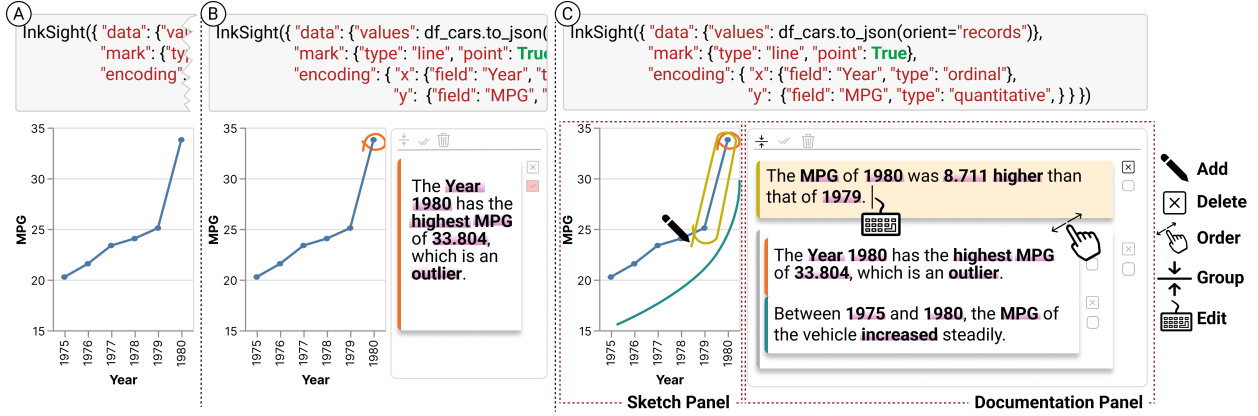 A
InkSight({ "data": {"val
"mark": {"ty
"encoding"
35
30
25
20
15
MPG
1975
1976
1977
1978
1979
1980
Year
B
InkSight({ "data": {"values": df_cars.to_json(
"mark": {"type": "line", "point": True
"encoding": { "x": {"field": "Year", "t
"y": {"field": "MPG", "
35
30
25
20
15
MPG
1975
1976
1977
1978
1979
1980
Year
The Year
1980 has the
highest MPG
of 33.804,
which is an
outlier.
C
InkSight({ "data": {"values": df_cars.to_json(orient="records")},
"mark": {"type": "line", "point": True},
"encoding": { "x": {"field": "Year", "type": "ordinal"},
"y": {"field": "MPG", "type": "quantitative", } } })
35
30
25
20
15
MPG
1975
1976
1977
1978
1979
1980
Year
Sketch Panel
The MPG of 1980 was 8.711 higher than
that of 1979.
The Year 1980 has the highest MPG
of 33.804, which is an outlier.
Between 1975 and 1980, the MPG of
the vehicle increased steadily.
Documentation Panel
Add
Delete
Order
Group
Edit